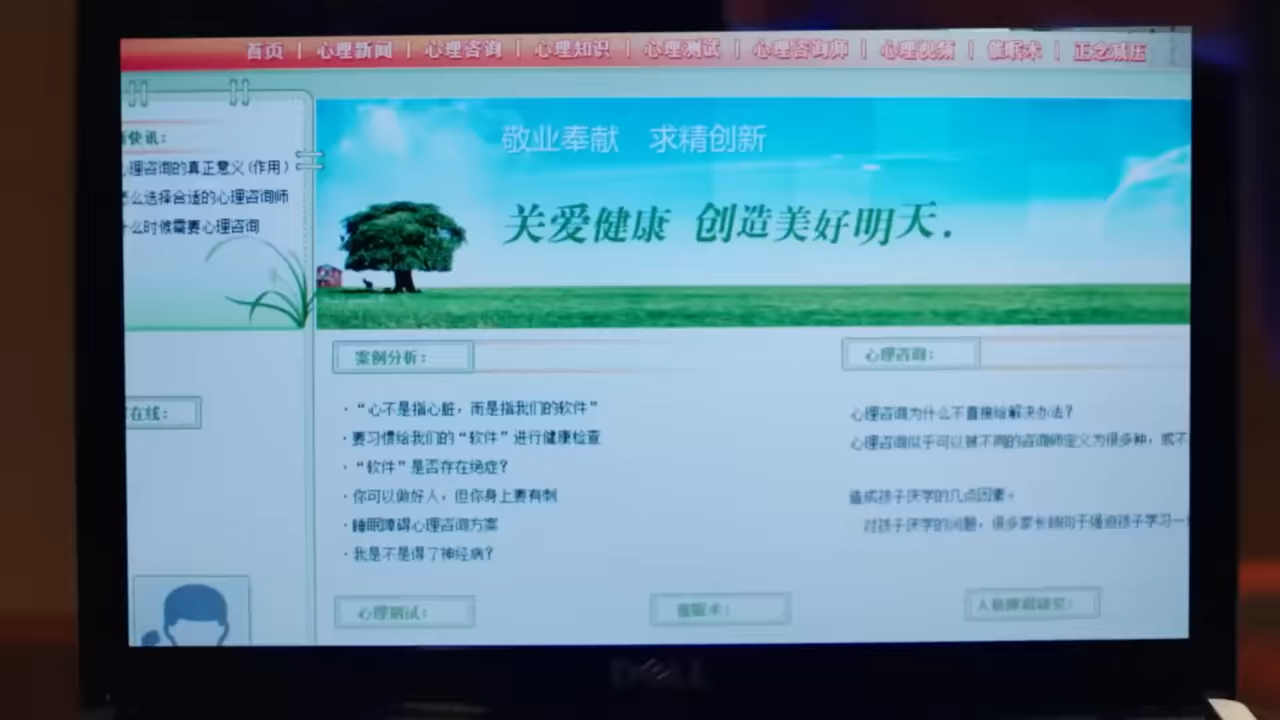 首页 | 心理新闻 | 心理咨询 | 心理知识 | 心理测试 | 心理咨询师 | 心理视频 | 催眠术 | 正念减压
快讯：
心理咨询的真正意义（作用）
怎么选择合适的心理咨询师
什么时候需要心理咨询
敬业奉献 求精创新
关爱健康 创造美好明天.
案例分析：
·“心不是指心脏，而是指我们的软件”
·要习惯给我们的“软件”进行健康检查
·“软件”是否存在绝症？
·你可以做好人，但你身上要有刺
·睡眠障碍心理咨询方案
·我是不是得了神经病？
心理咨询：
心理咨询为什么不直接给解决办法？
心理咨询似乎可以被不同的咨询师定义为很多种，或不
造成孩子厌学的几点因素。
对孩子厌学的问题，很多家长倾向于强迫孩子学习一
在线：
心理测试：
催眠术：
DELL